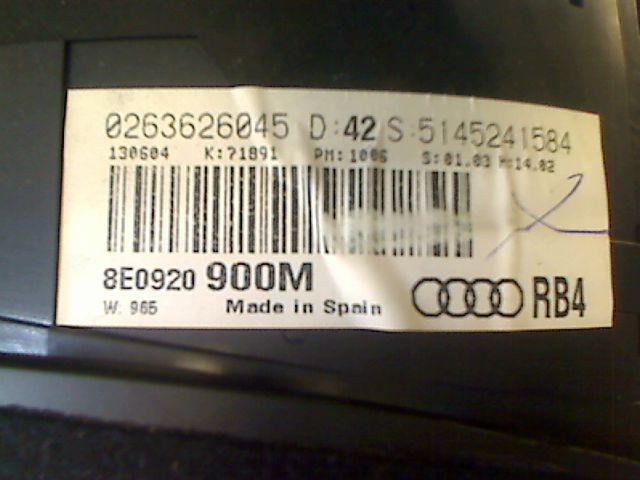 0263626045 D:42 S:5145241584
130604 K:71891 PM:1006 S:01.03 H:14.02
8E0920 900M
W: 965 Made in Spain RB4